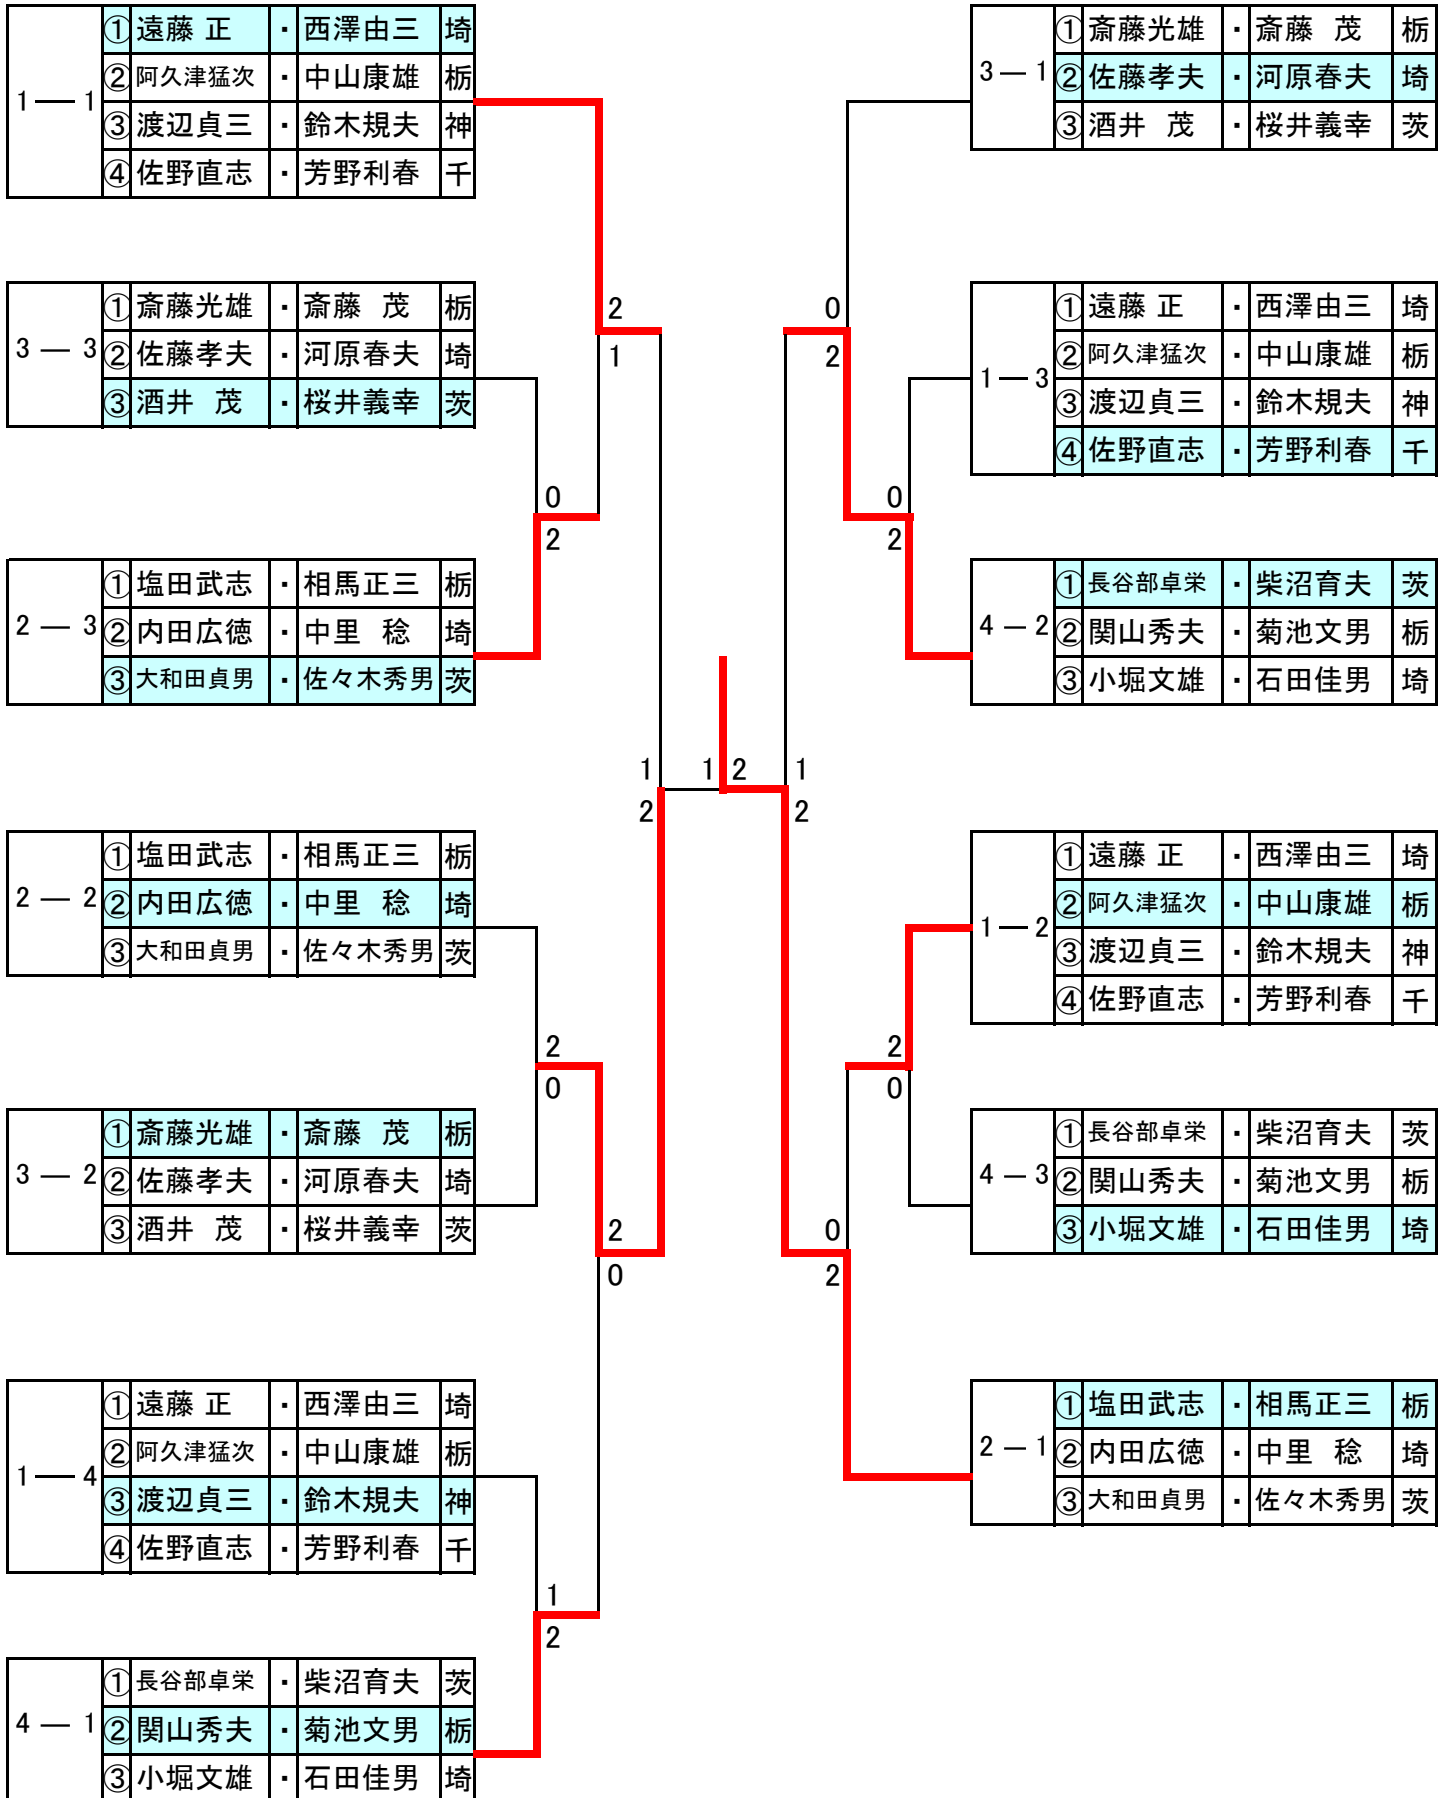 1 ― 1
① 遠藤 正 ・ 西澤由三 埼
② 阿久津猛次 ・ 中山康雄 栃
③ 渡辺貞三 ・ 鈴木規夫 神
④ 佐野直志 ・ 芳野利春 千
3 ― 3
① 斎藤光雄 ・ 斎藤 茂 栃
② 佐藤孝夫 ・ 河原春夫 埼
③ 酒井 茂 ・ 桜井義幸 茨
2 ― 3
① 塩田武志 ・ 相馬正三 栃
② 内田広徳 ・ 中里 稔 埼
③ 大和田貞男 ・ 佐々木秀男 茨
2 ― 2
① 塩田武志 ・ 相馬正三 栃
② 内田広徳 ・ 中里 稔 埼
③ 大和田貞男 ・ 佐々木秀男 茨
3 ― 2
① 斎藤光雄 ・ 斎藤 茂 栃
② 佐藤孝夫 ・ 河原春夫 埼
③ 酒井 茂 ・ 桜井義幸 茨
1 ― 4
① 遠藤 正 ・ 西澤由三 埼
② 阿久津猛次 ・ 中山康雄 栃
③ 渡辺貞三 ・ 鈴木規夫 神
④ 佐野直志 ・ 芳野利春 千
4 ― 1
① 長谷部卓栄 ・ 柴沼育夫 茨
② 関山秀夫 ・ 菊池文男 栃
③ 小堀文雄 ・ 石田佳男 埼
2
1
0
2
1
2
2
0
2
0
1
2
1 2
0
2
0
2
1
2
2
0
0
2
3 ― 1
① 斎藤光雄 ・ 斎藤 茂 栃
② 佐藤孝夫 ・ 河原春夫 埼
③ 酒井 茂 ・ 桜井義幸 茨
1 ― 3
① 遠藤 正 ・ 西澤由三 埼
② 阿久津猛次 ・ 中山康雄 栃
③ 渡辺貞三 ・ 鈴木規夫 神
④ 佐野直志 ・ 芳野利春 千
4 ― 2
① 長谷部卓栄 ・ 柴沼育夫 茨
② 関山秀夫 ・ 菊池文男 栃
③ 小堀文雄 ・ 石田佳男 埼
1 ― 2
① 遠藤 正 ・ 西澤由三 埼
② 阿久津猛次 ・ 中山康雄 栃
③ 渡辺貞三 ・ 鈴木規夫 神
④ 佐野直志 ・ 芳野利春 千
4 ― 3
① 長谷部卓栄 ・ 柴沼育夫 茨
② 関山秀夫 ・ 菊池文男 栃
③ 小堀文雄 ・ 石田佳男 埼
2 ― 1
① 塩田武志 ・ 相馬正三 栃
② 内田広徳 ・ 中里 稔 埼
③ 大和田貞男 ・ 佐々木秀男 茨